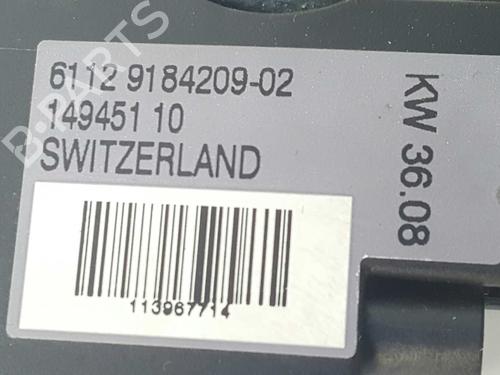 6112 9184209-02
149451 10
SWITZERLAND
KW 36.08
113967714
B-PARTS